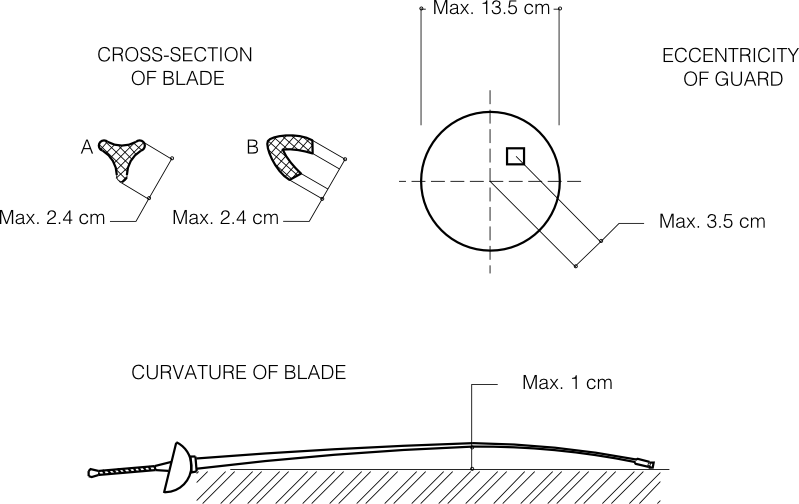 Max. 13.5 cm
CROSS-SECTION
OF BLADE
ECCENTRICITY
OF GUARD
A
B
Max. 2.4 cm
Max. 2.4 cm
Max. 3.5 cm
CURVATURE OF BLADE
Max. 1 cm